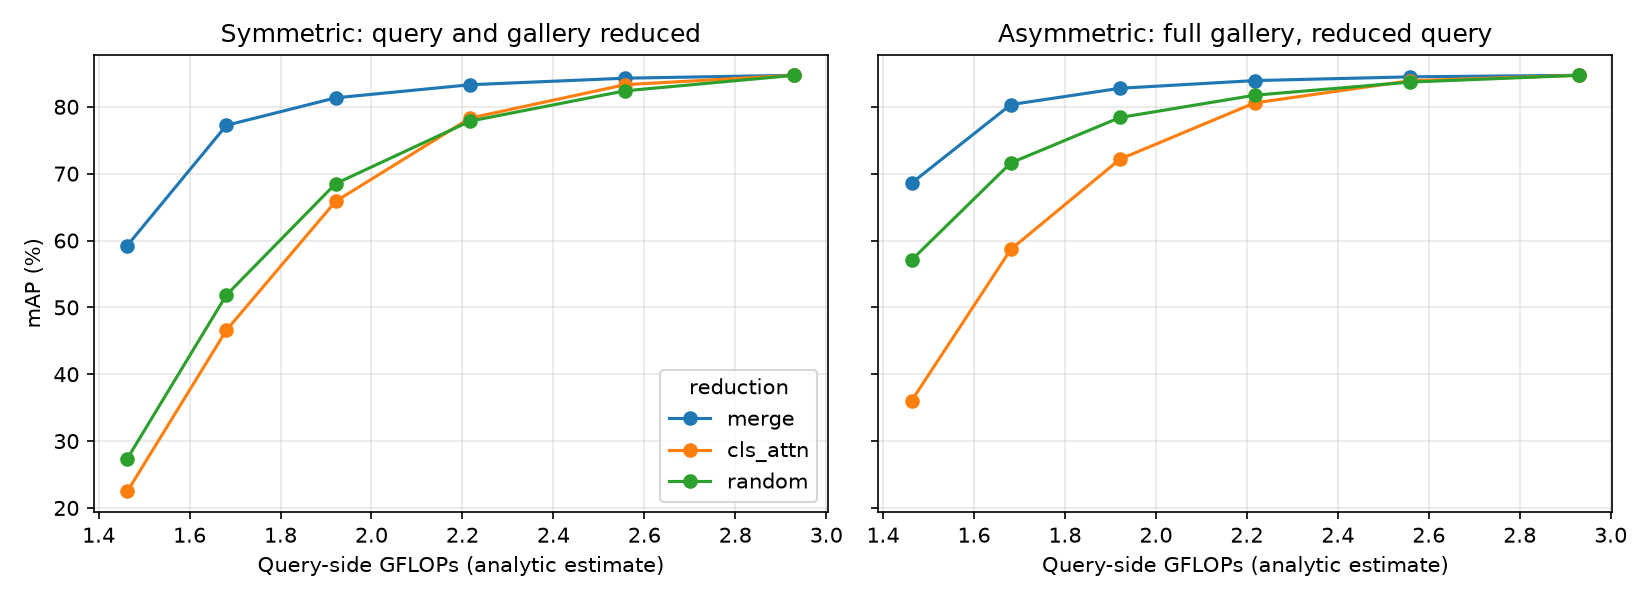 Symmetric: query and gallery reduced
mAP (%)
80
70
60
50
40
30
20
reduction
merge
cls_attn
random
1.4 1.6 1.8 2.0 2.2 2.4 2.6 2.8 3.0
Query-side GFLOPs (analytic estimate)
Asymmetric: full gallery, reduced query
1.4 1.6 1.8 2.0 2.2 2.4 2.6 2.8 3.0
Query-side GFLOPs (analytic estimate)